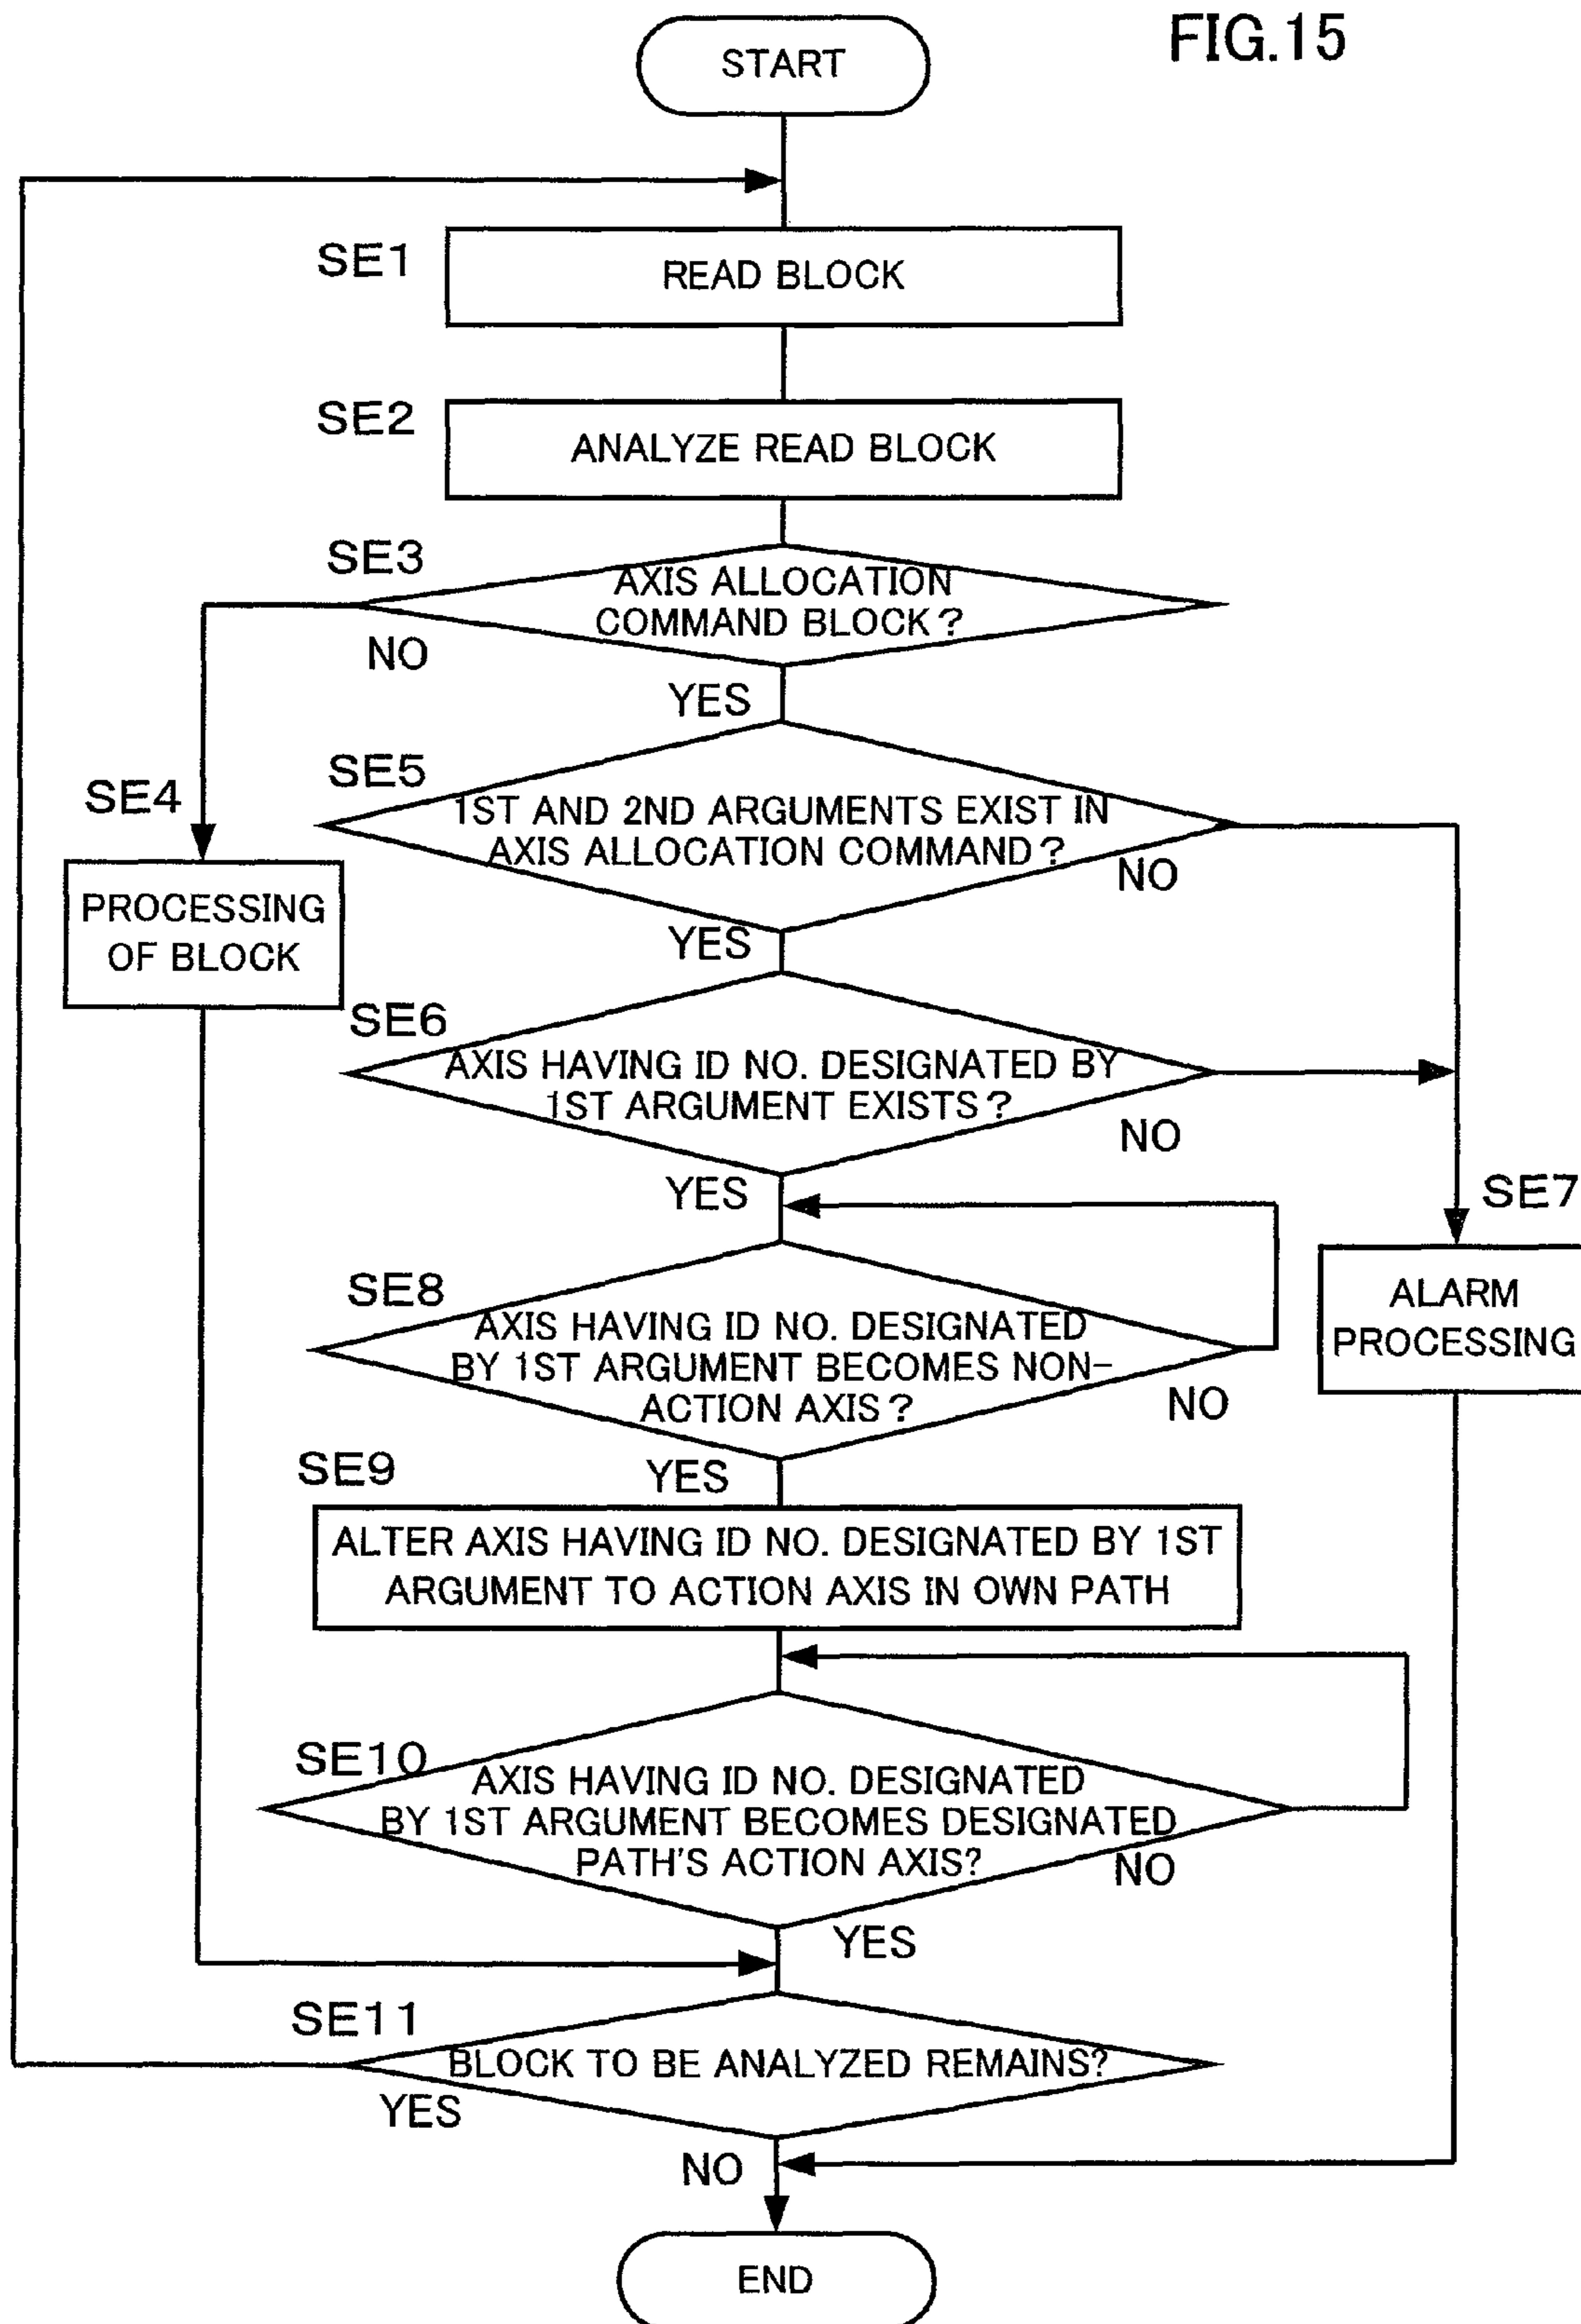 FIG.15
START
SE1
READ BLOCK
SE2
ANALYZE READ BLOCK
SE3
AXIS ALLOCATION
COMMAND BLOCK?
NO
YES
SE5
1ST AND 2ND ARGUMENTS EXIST IN
AXIS ALLOCATION COMMAND?
NO
YES
SE4
PROCESSING
OF BLOCK
SE6
AXIS HAVING ID NO. DESIGNATED BY
1ST ARGUMENT EXISTS?
NO
YES
SE7
ALARM
PROCESSING
SE8
AXIS HAVING ID NO. DESIGNATED
BY 1ST ARGUMENT BECOMES NON-
ACTION AXIS?
NO
YES
SE9
ALTER AXIS HAVING ID NO. DESIGNATED BY 1ST
ARGUMENT TO ACTION AXIS IN OWN PATH
SE10
AXIS HAVING ID NO. DESIGNATED
BY 1ST ARGUMENT BECOMES DESIGNATED
PATH'S ACTION AXIS?
NO
YES
SE11
BLOCK TO BE ANALYZED REMAINS?
YES
NO
END